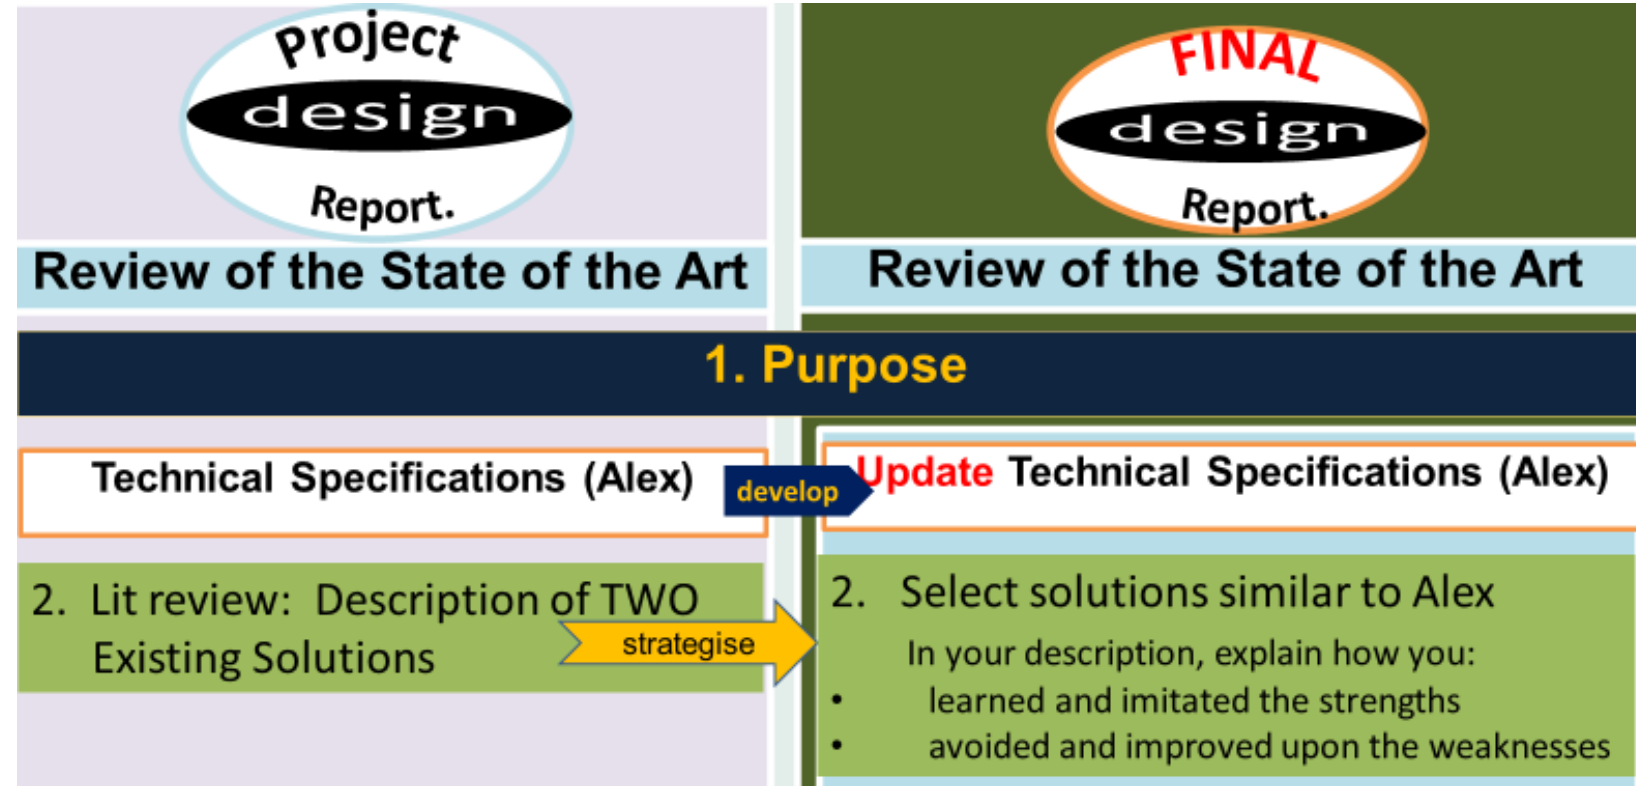 Project
design
Report.
Review of the State of the Art
FINAL
design
Report.
Review of the State of the Art
1. Purpose
Technical Specifications (Alex)
develop
Update Technical Specifications (Alex)
2. Lit review: Description of TWO
Existing Solutions
strategise
2. Select solutions similar to Alex
In your description, explain how you:
• learned and imitated the strengths
• avoided and improved upon the weaknesses